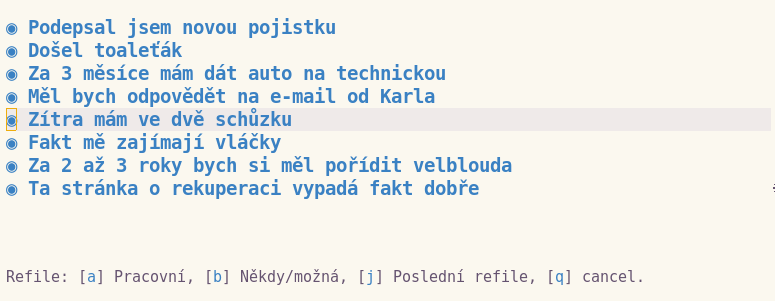 ◉ Podepsal jsem novou pojistku
◉ Došel toaleťák
◉ Za 3 měsíce mám dát auto na technickou
◉ Měl bych odpovědět na e-mail od Karla
◉ Zítra mám ve dvě schůzku
◉ Fakt mě zajímají vláčky
◉ Za 2 až 3 roky bych si měl pořídit velblouda
◉ Ta stránka o rekuperaci vypadá fakt dobře
Refile: [a] Pracovní, [b] Někdy/možná, [j] Poslední refile, [q] cancel.